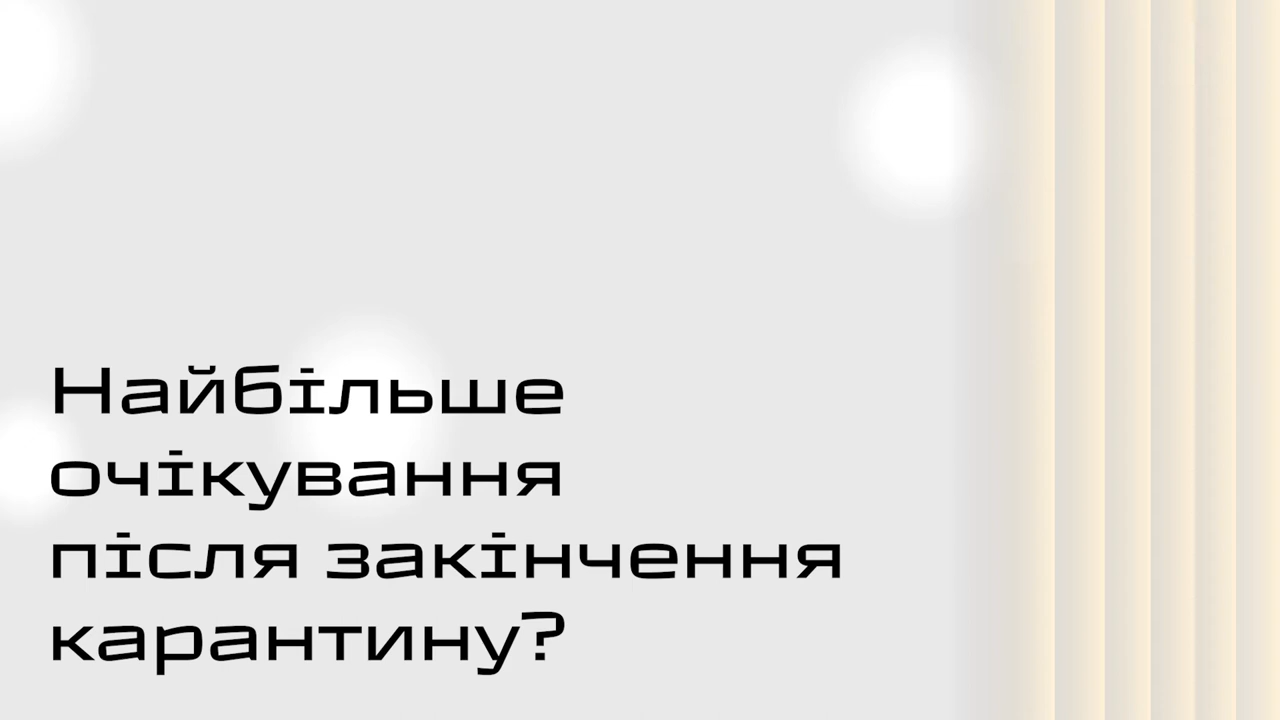 Найбільше
очікування
після закінчення
карантину?